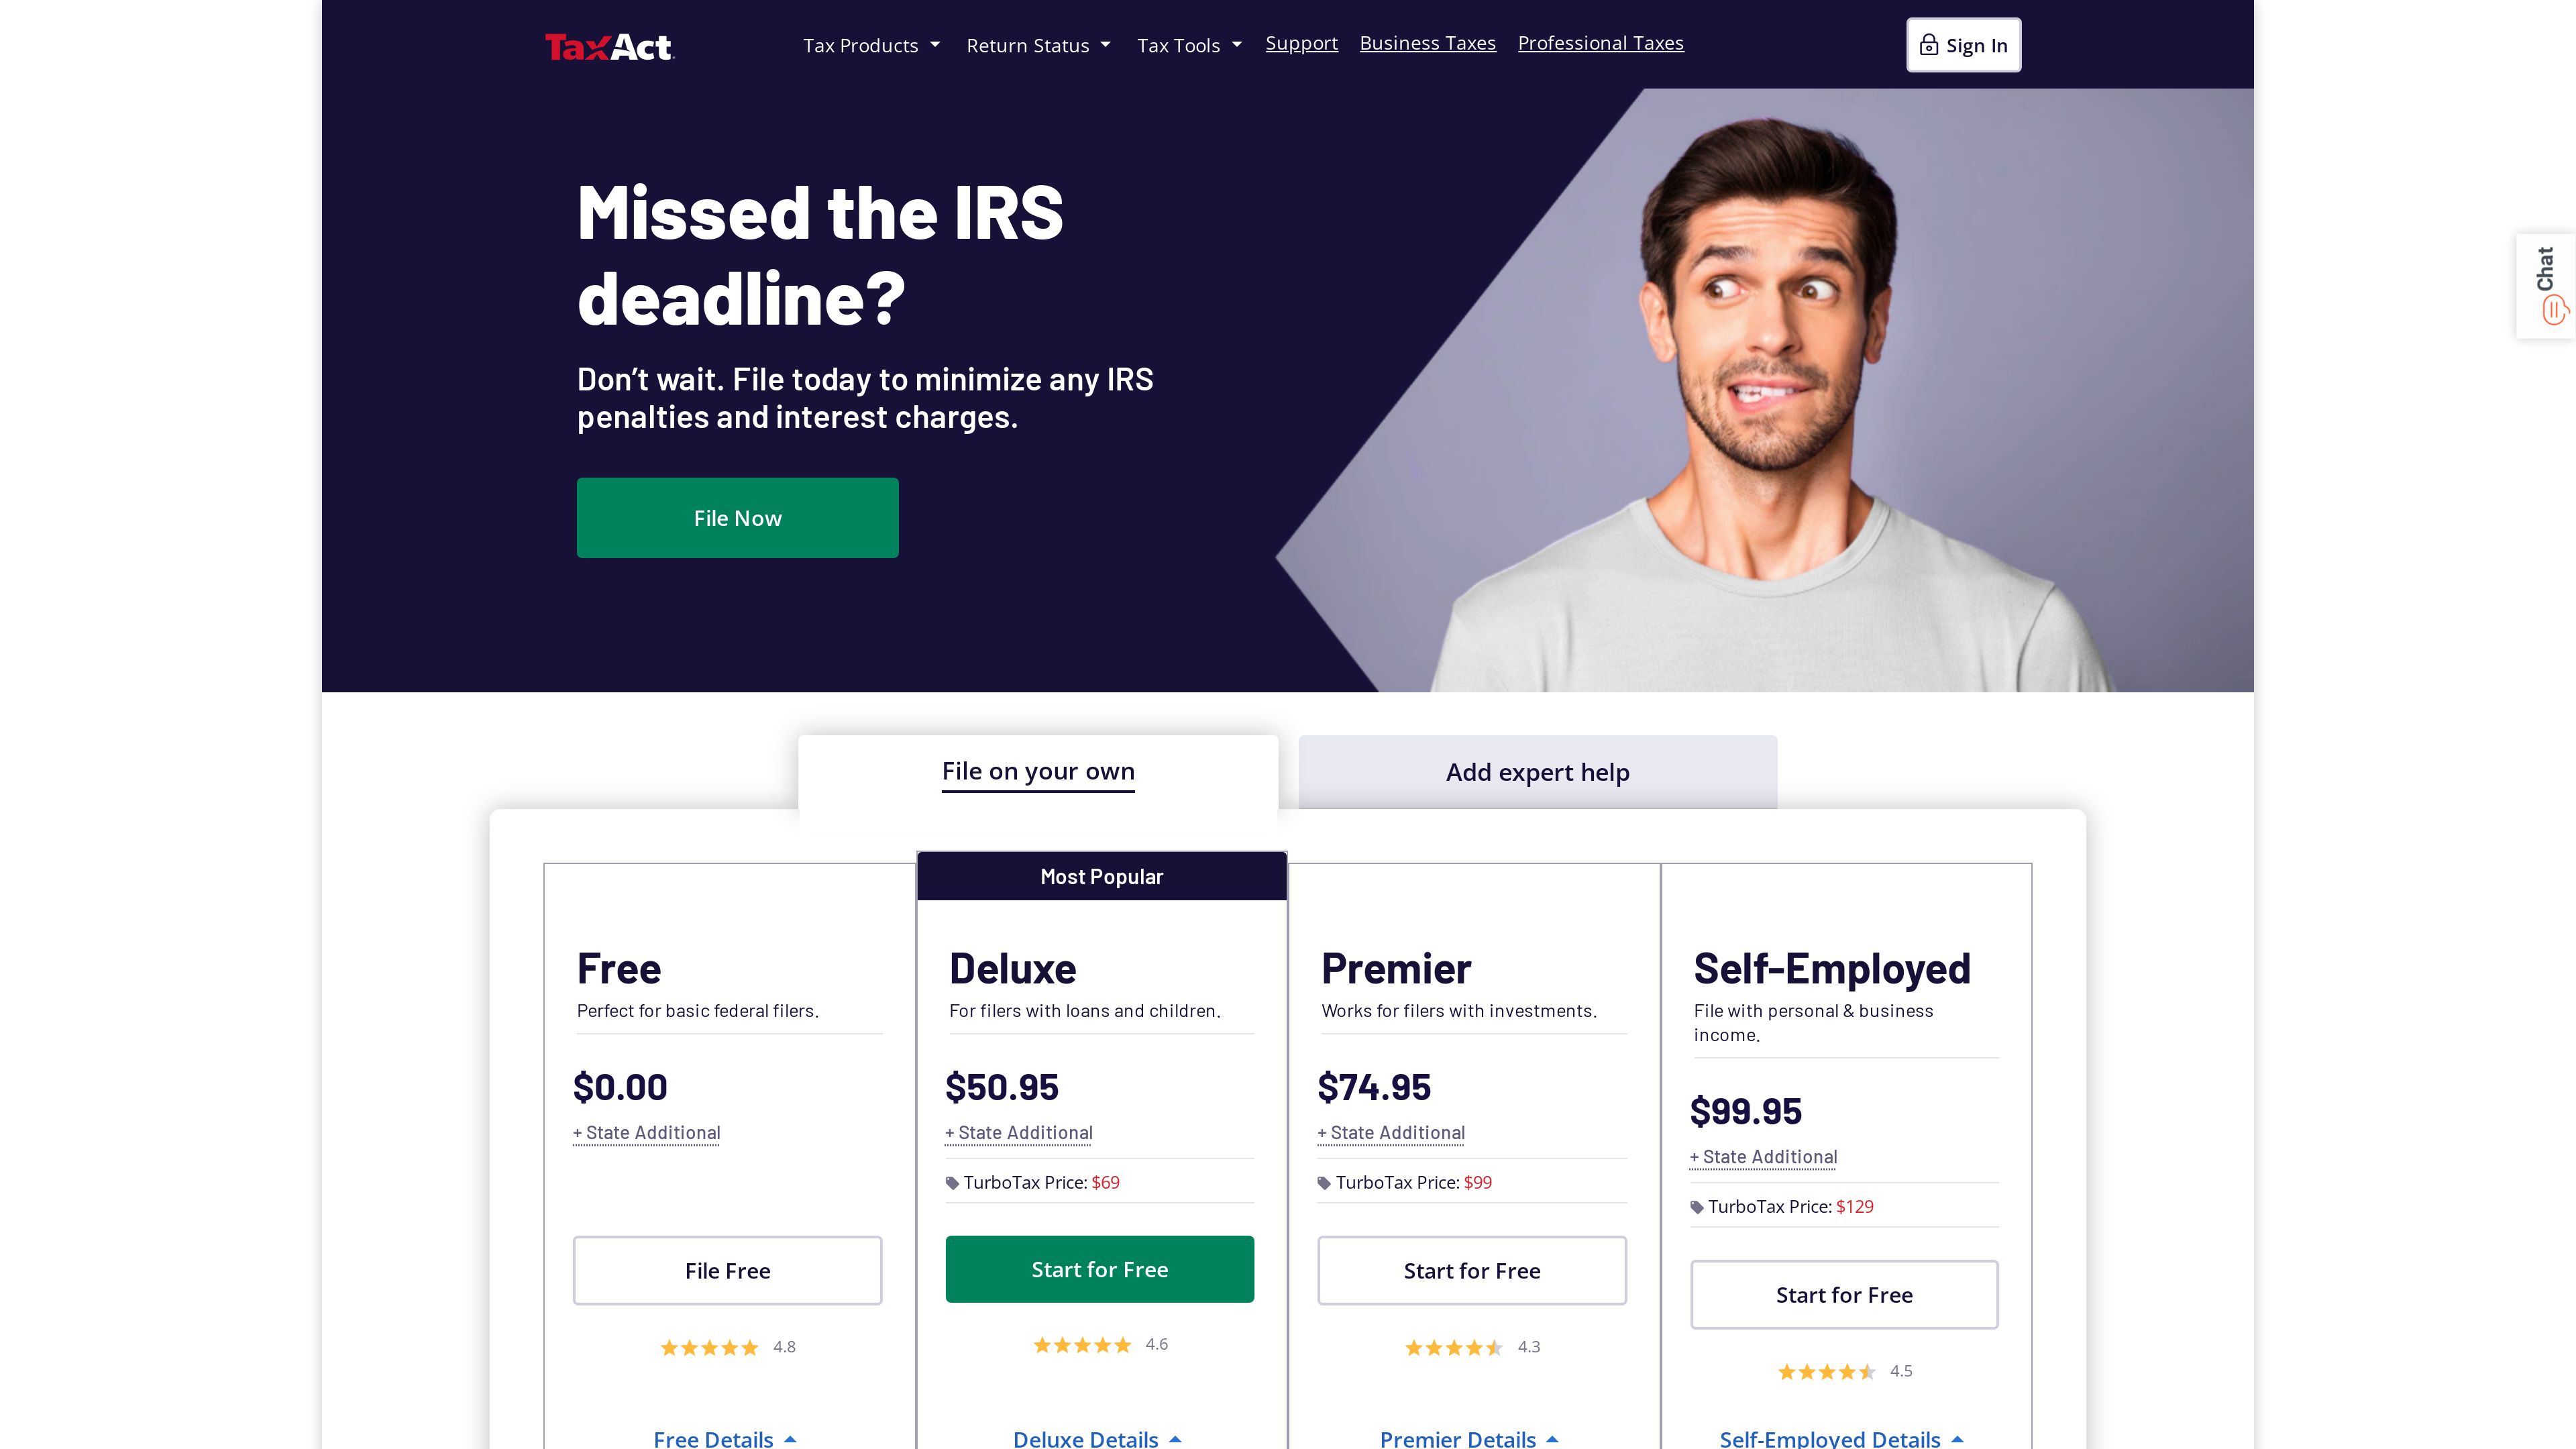 TaxAct
Tax Products
Return Status
Tax Tools
Support
Business Taxes
Professional Taxes
Sign In
Missed the IRS
deadline?
Don’t wait. File today to minimize any IRS
penalties and interest charges.
File Now
Chat
File on your own
Add expert help
Free
Perfect for basic federal filers.
$0.00
+ State Additional
File Free
4.8
Free Details
Most Popular
Deluxe
For filers with loans and children.
$50.95
+ State Additional
TurboTax Price: $69
Start for Free
4.6
Deluxe Details
Premier
Works for filers with investments.
$74.95
+ State Additional
TurboTax Price: $99
Start for Free
4.3
Premier Details
Self-Employed
File with personal & business
income.
$99.95
+ State Additional
TurboTax Price: $129
Start for Free
4.5
Self-Employed Details